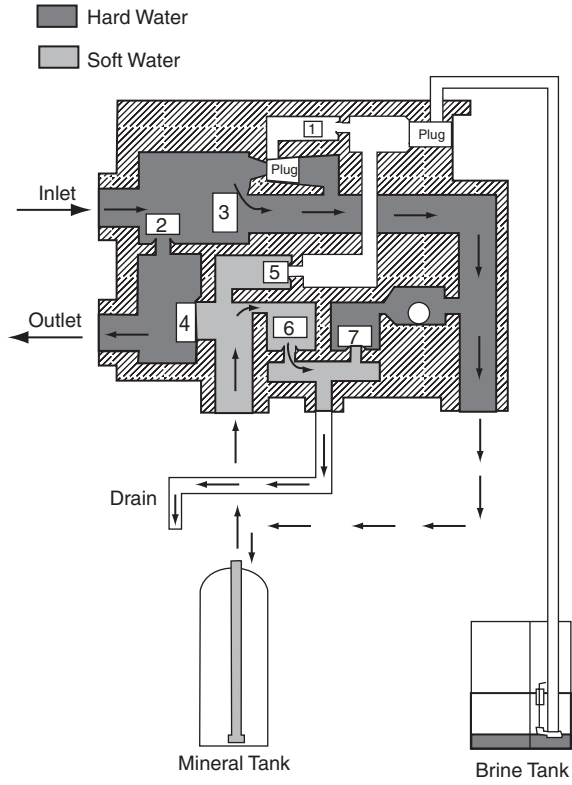 Hard Water
Soft Water
1
Plug
Plug
Inlet
2
3
5
Outlet
4
6
7
Drain
Mineral Tank
Brine Tank